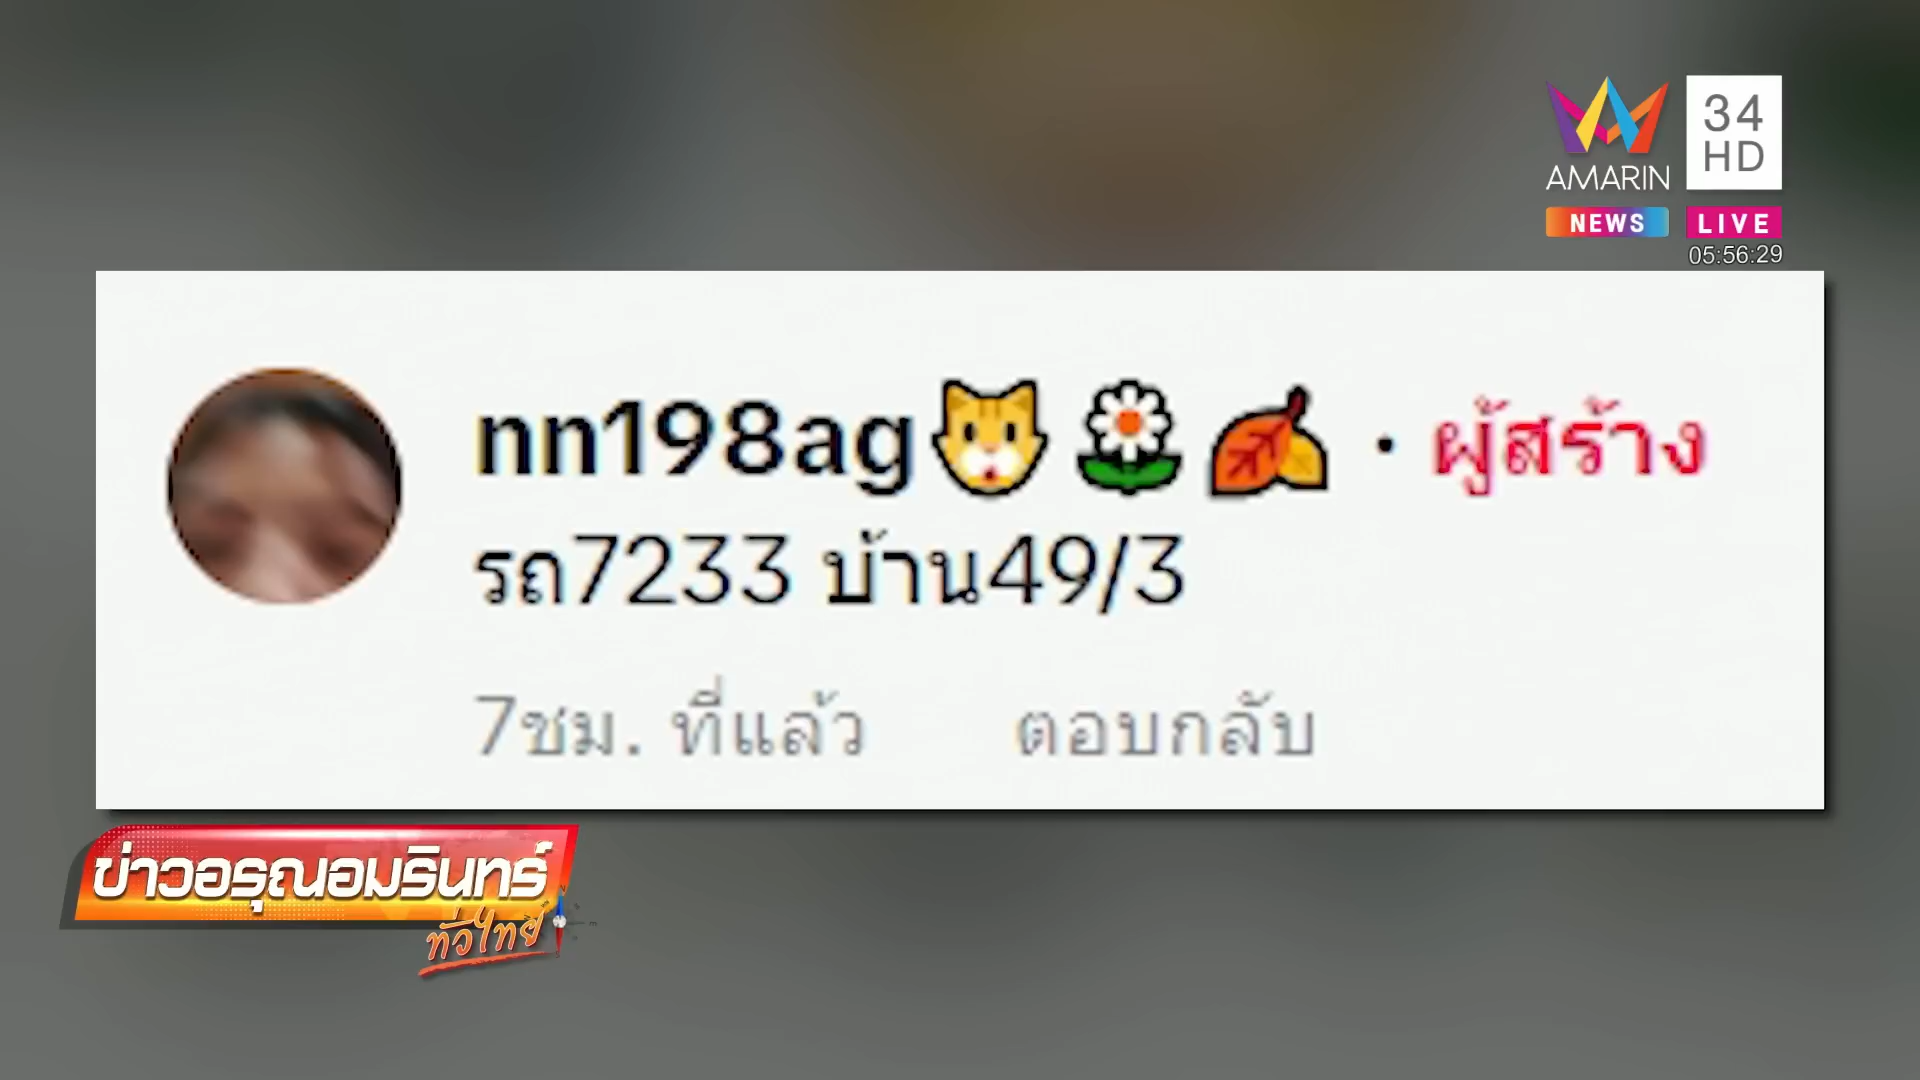 AMARIN
34
HD
NEWS
LIVE
05:56:29
nn198ag🐱🌼🍂 · ผู้สร้าง
รถ7233 บ้าน49/3
7ชม. ที่แล้ว ตอบกลับ
ข่าวอรุณอมรินทร์
ทั่วไทย